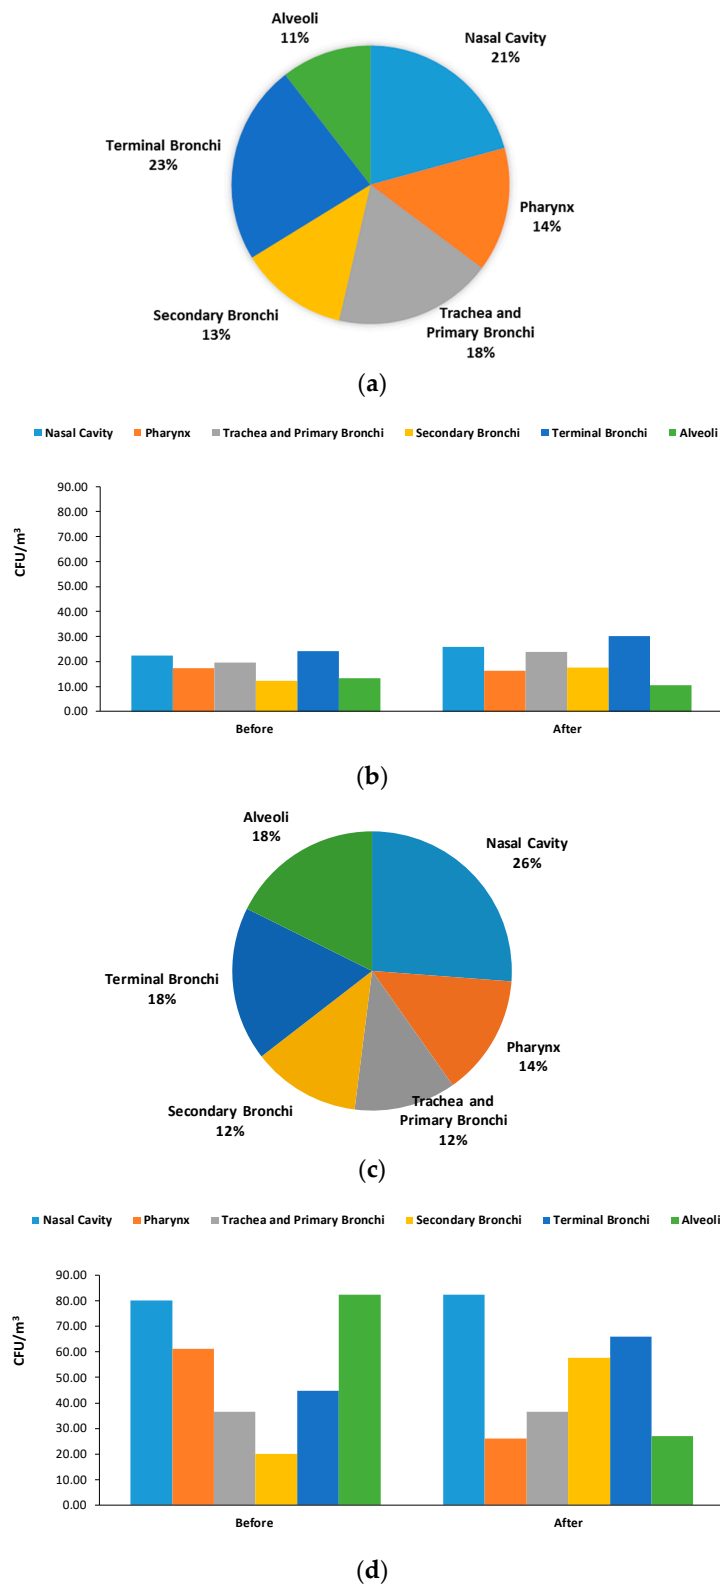 Alveoli
11%
Nasal Cavity
21%
Terminal Bronchi
23%
Pharynx
14%
Secondary Bronchi
13%
Trachea and
Primary Bronchi
18%
(a)
Nasal Cavity Pharynx Trachea and Primary Bronchi Secondary Bronchi Terminal Bronchi Alveoli
CFU/m³
90.00
80.00
70.00
60.00
50.00
40.00
30.00
20.00
10.00
0.00
Before After
(b)
Alveoli
18%
Nasal Cavity
26%
Terminal Bronchi
18%
Pharynx
14%
Secondary Bronchi
12%
Trachea and
Primary Bronchi
12%
(c)
Nasal Cavity Pharynx Trachea and Primary Bronchi Secondary Bronchi Terminal Bronchi Alveoli
CFU/m³
90.00
80.00
70.00
60.00
50.00
40.00
30.00
20.00
10.00
0.00
Before After
(d)